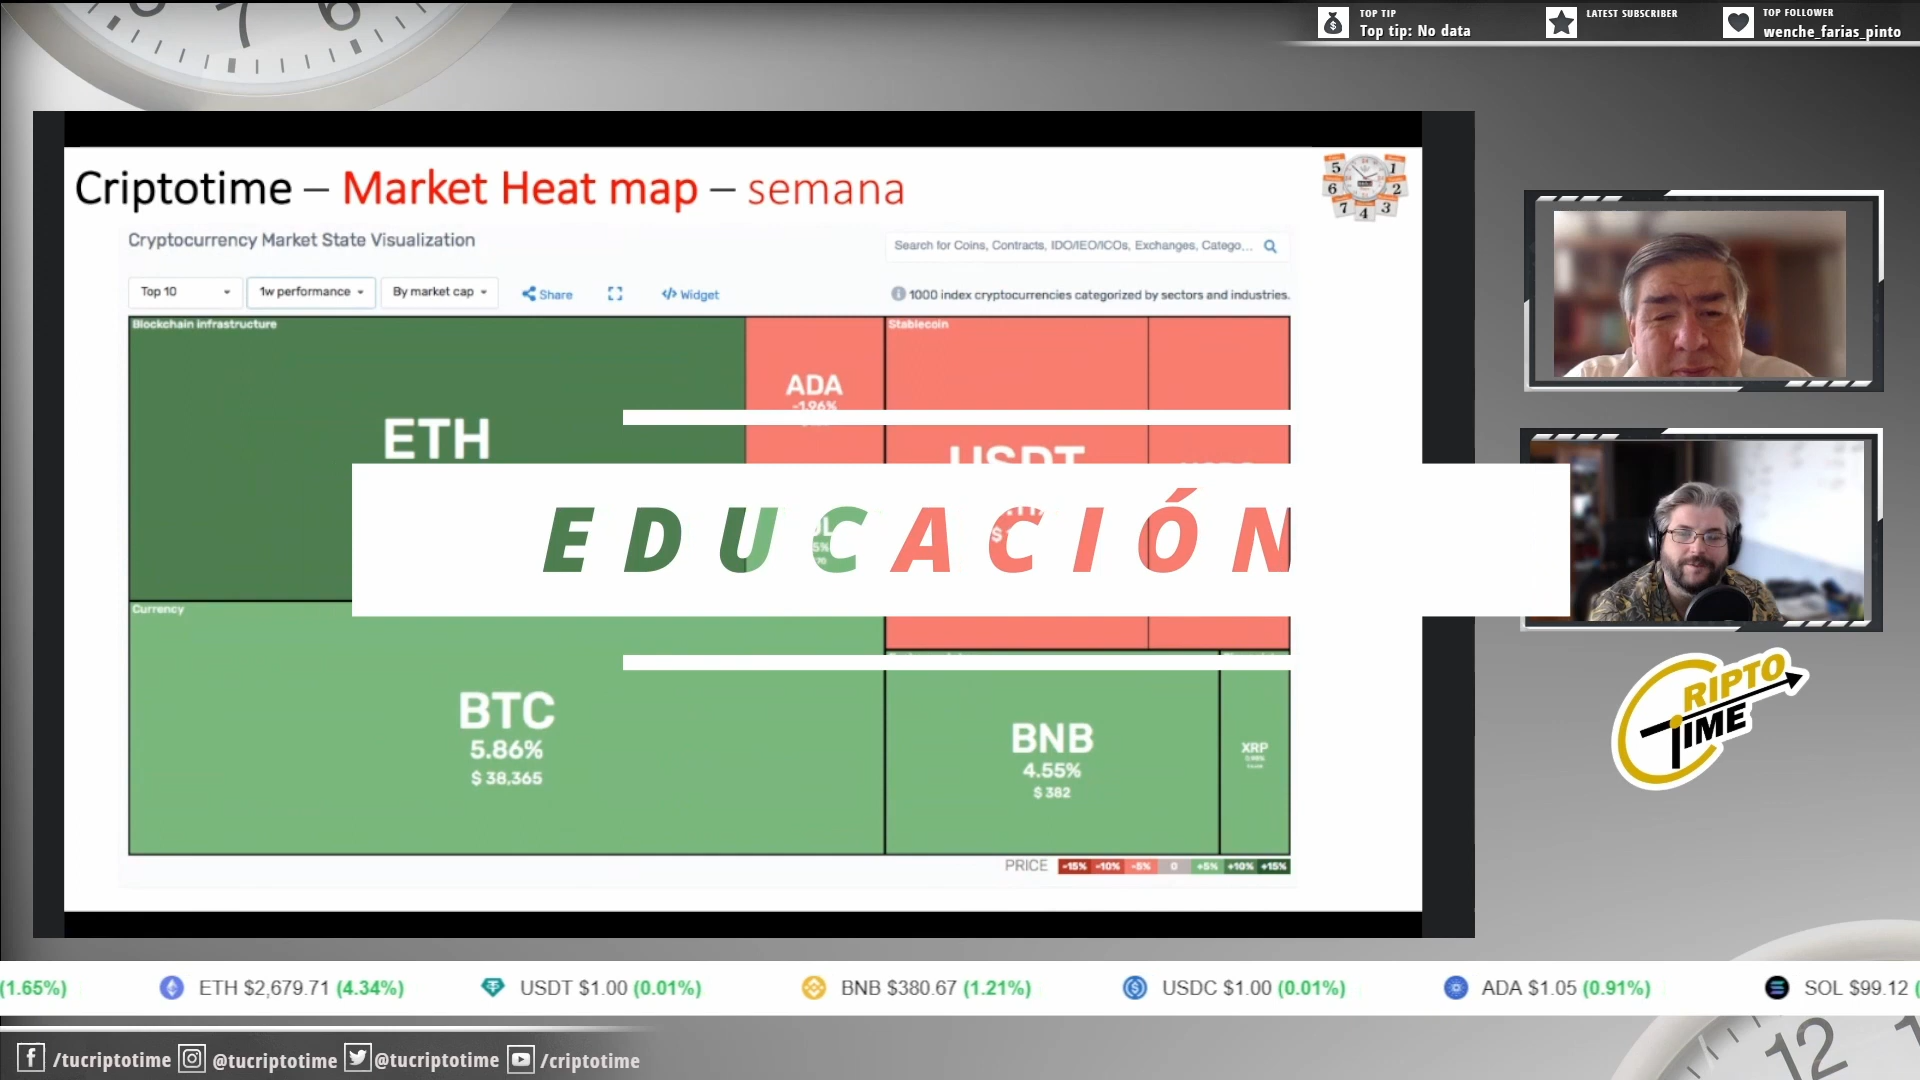 TOP TIP
Top tip: No data
LATEST SUBSCRIBER
TOP FOLLOWER
wenche_farias_pinto
Criptotime – Market Heat map – semana
Cryptocurrency Market State Visualization
Search for Coins, Contracts, IDO/IEO/ICOs, Exchanges, Catego...
Top 10
1w performance
By market cap
Share
Widget
1000 index cryptocurrencies categorized by sectors and industries.
Blockchain infrastructure
ETH
ADA
-1.96%
Stablecoin
USDT
EDUCACIÓN
Currency
BTC
5.86%
$ 38,365
BNB
4.55%
$ 382
XRP
PRICE -15% -10% -5% 0 +5% +10% +15%
RIPTO
TIME
(1.65%)
ETH $2,679.71 (4.34%)
USDT $1.00 (0.01%)
BNB $380.67 (1.21%)
USDC $1.00 (0.01%)
ADA $1.05 (0.91%)
SOL $99.12 (
/tucriptotime
@tucriptotime
@tucriptotime
/criptotime